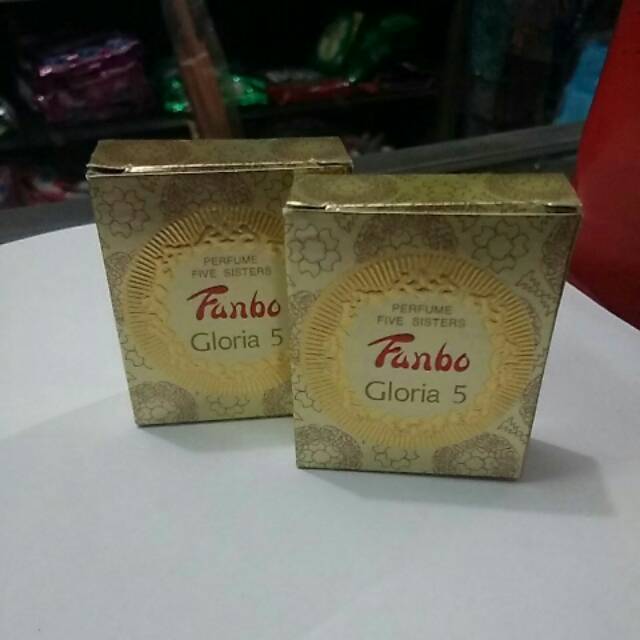 PERFUME
FIVE SISTERS
Fanbo
Gloria 5
PERFUME
FIVE SISTERS
Fanbo
Gloria 5